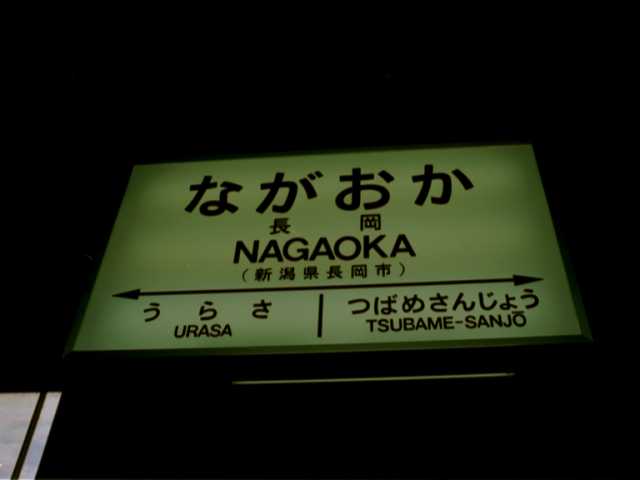 ながおか
長岡
NAGAOKA
(新潟県長岡市)
うらさ つばめさんじょう
URASA TSUBAME-SANJŌ